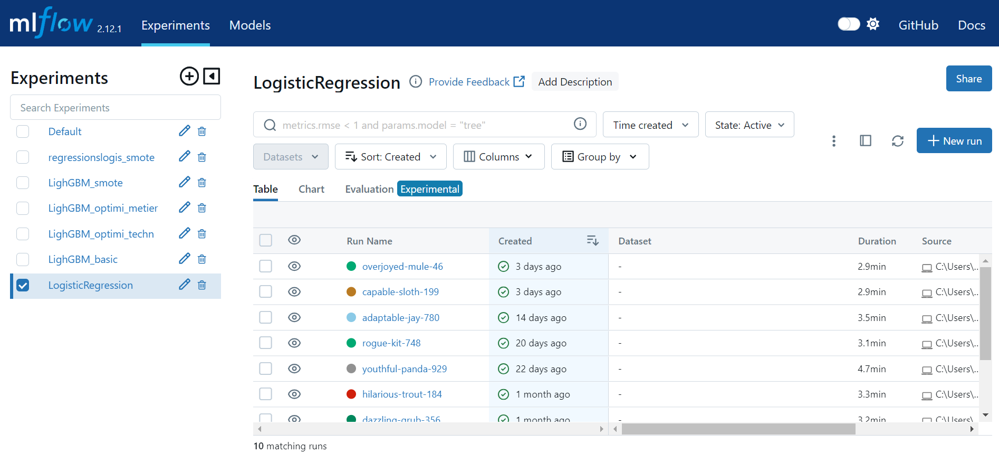 mlflow 2.12.1 Experiments Models GitHub Docs
Experiments
Search Experiments
Default
regressionslogis_smote
LighGBM_smote
LighGBM_optimi_metier
LighGBM_optimi_techn
LighGBM_basic
LogisticRegression
LogisticRegression Provide Feedback Add Description Share
metrics.rmse < 1 and params.model = "tree" Time created State: Active
Datasets Sort: Created Columns Group by New run
Table Chart Evaluation Experimental
Run Name Created Dataset Duration Source
overjoyed-mule-46 3 days ago - 2.9min C:\Users\...
capable-sloth-199 3 days ago - 2.9min C:\Users\...
adaptable-jay-780 14 days ago - 3.5min C:\Users\...
rogue-kit-748 20 days ago - 3.1min C:\Users\...
youthful-panda-929 22 days ago - 4.7min C:\Users\...
hilarious-trout-184 1 month ago - 3.3min C:\Users\...
dazzling-grub-356 1 month ago - 3.2min C:\Users\...
10 matching runs